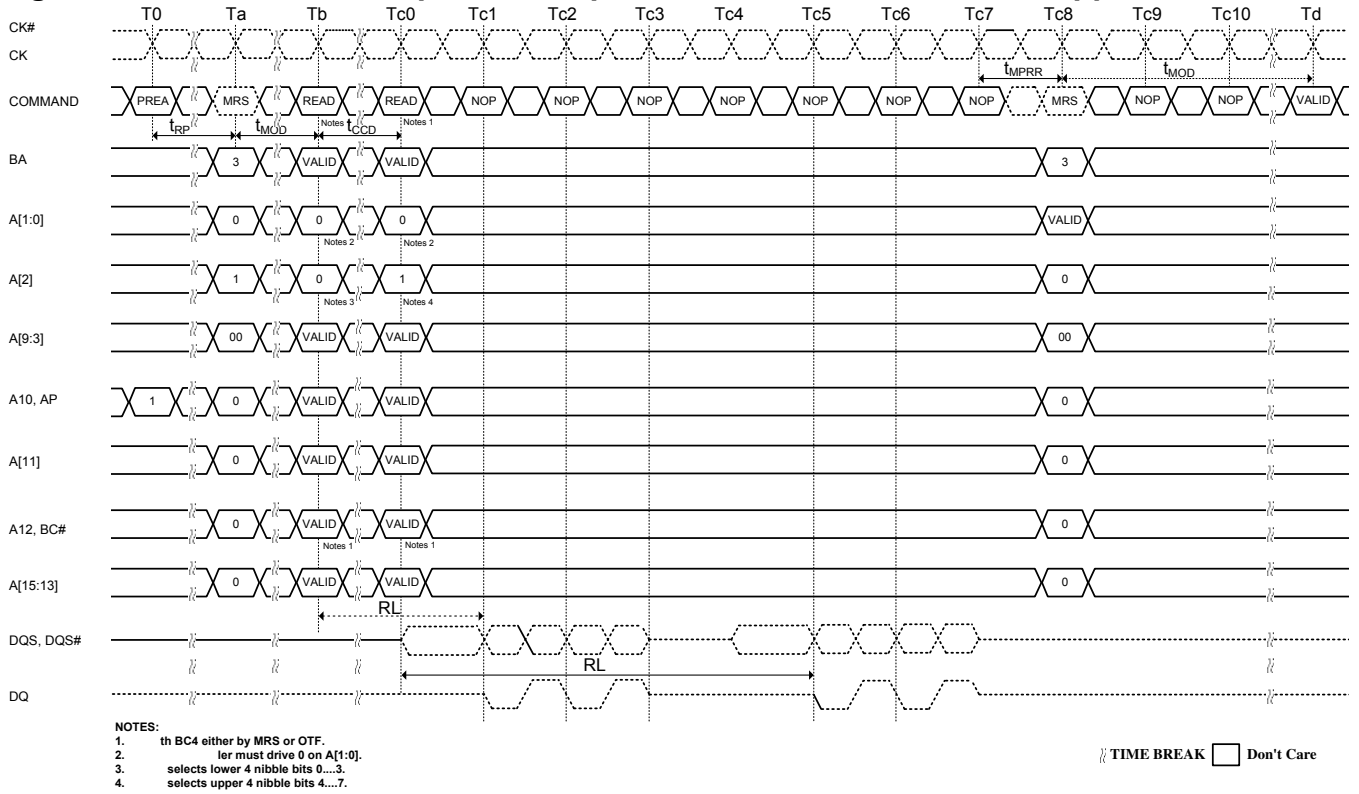 T0 Ta Tb Tc0 Tc1 Tc2 Tc3 Tc4 Tc5 Tc6 Tc7 Tc8 Tc9 Tc10 Td
CK#
CK
tMPRR tMOD
COMMAND PREA MRS READ READ NOP NOP NOP NOP NOP NOP NOP MRS NOP NOP VALID
Notes 1 Notes 1
tRP tMOD tCCD
BA 3 VALID VALID 3
A[1:0] 0 0 0 VALID
Notes 2 Notes 2
A[2] 1 0 1 0
Notes 3 Notes 4
A[9:3] 00 VALID VALID 00
A10, AP 1 0 VALID VALID 0
A[11] 0 VALID VALID 0
A12, BC# 0 VALID VALID 0
Notes 1 Notes 1
A[15:13] 0 VALID VALID 0
RL
DQS, DQS#
RL
DQ
NOTES:
1. th BC4 either by MRS or OTF.
2. ler must drive 0 on A[1:0].
3. selects lower 4 nibble bits 0....3.
4. selects upper 4 nibble bits 4....7.
TIME BREAK Don't Care